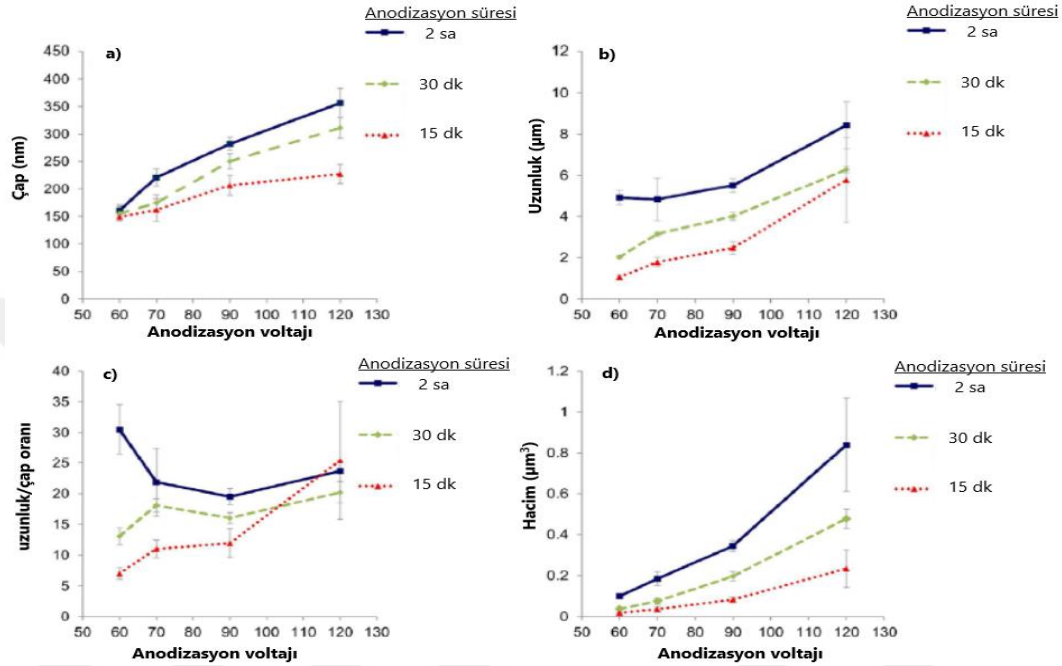 Anodizasyon süresi
2 sa
30 dk
15 dk
a)
Çap (nm)
450
400
350
300
250
200
150
100
50
0
50 60 70 80 90 100 110 120 130
Anodizasyon voltajı
Anodizasyon süresi
2 sa
30 dk
15 dk
b)
Uzunluk (µm)
12
10
8
6
4
2
0
50 60 70 80 90 100 110 120 130
Anodizasyon voltajı
Anodizasyon süresi
2 sa
30 dk
15 dk
c)
uzunluk/çap oranı
40
35
30
25
20
15
10
5
0
50 60 70 80 90 100 110 120 130
Anodizasyon voltajı
Anodizasyon süresi
2 sa
30 dk
15 dk
d)
Hacim (µm³)
1.2
1
0.8
0.6
0.4
0.2
0
50 60 70 80 90 100 110 120 130
Anodizasyon voltajı